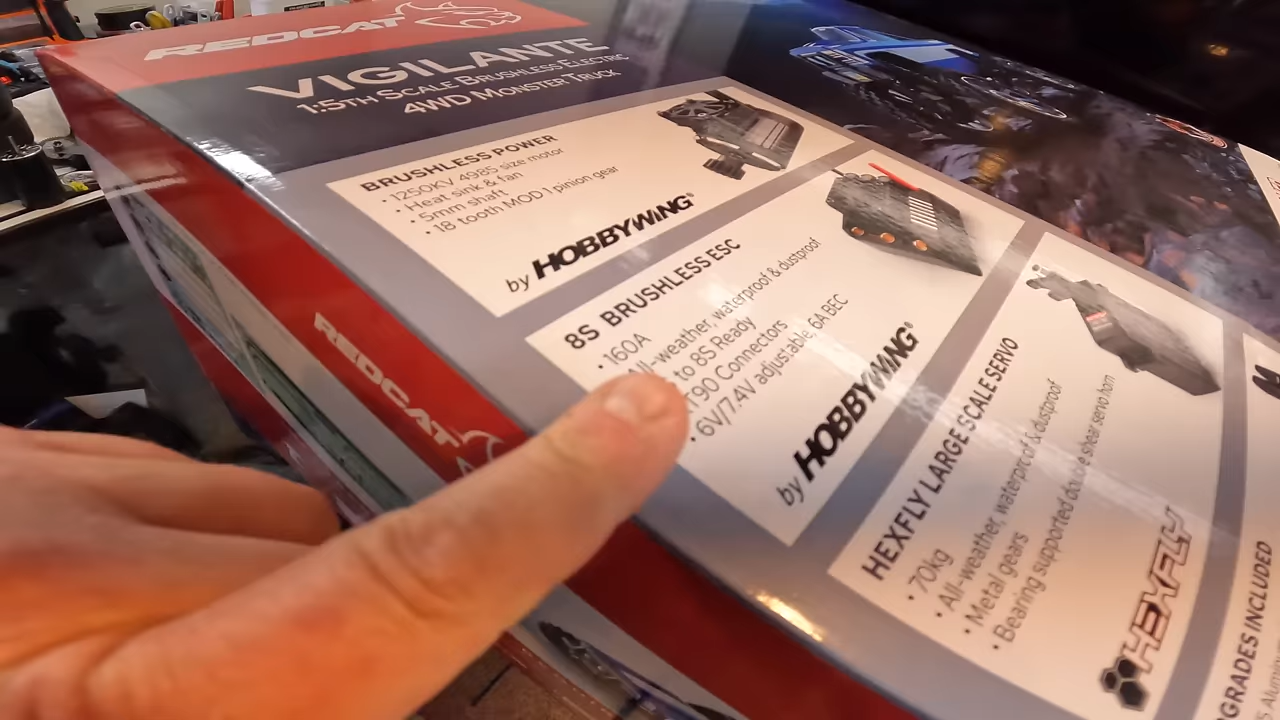 REDCAT
VIGILANTE
1:5TH SCALE BRUSHLESS ELECTRIC
4WD MONSTER TRUCK
BRUSHLESS POWER
• 1250KV 4985 size motor
• Heat sink & fan
• 5mm shaft
• 18 tooth MOD 1 pinion gear
by HOBBYWING®
8S BRUSHLESS ESC
• 160A
All-weather, waterproof & dustproof
to 8S Ready
Connectors
• 6V/7.4V adjustable, 6A BEC
by HOBBYWING®
HEXFLY LARGE SCALE SERVO
• 70kg
• All-weather, waterproof & dustproof
• Metal gears
• Bearing supported double shear servo horn
HEXFLY
INCLUDED
REDCAT